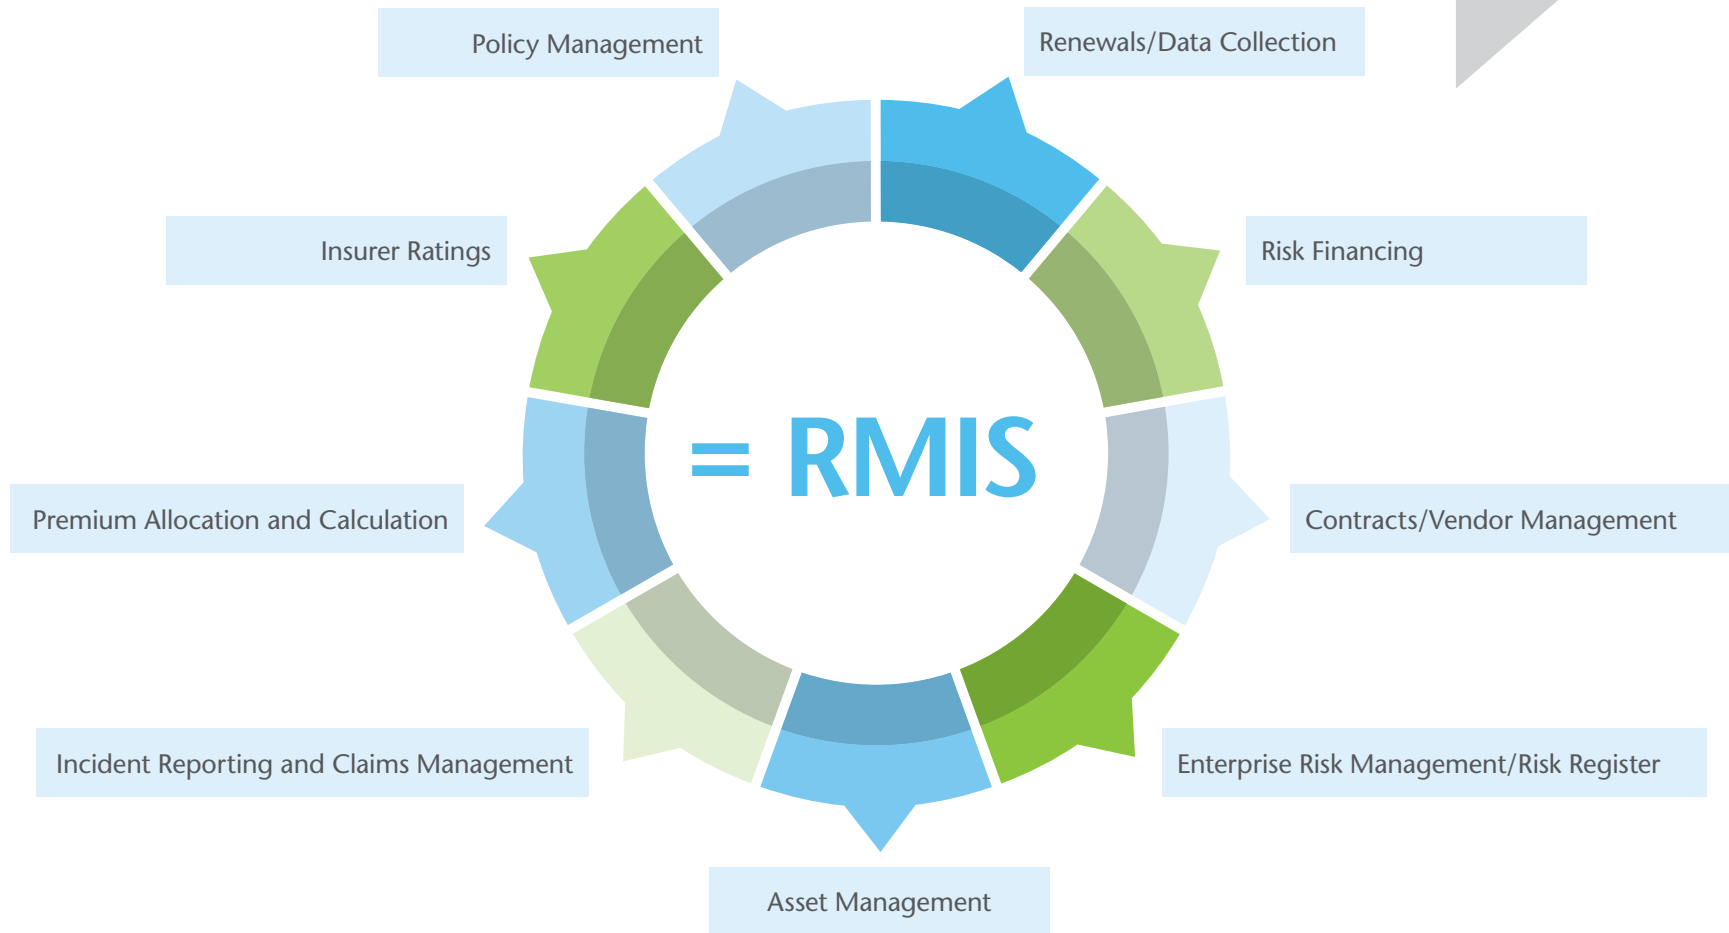 Policy Management
Renewals/Data Collection
Insurer Ratings
Risk Financing
= RMIS
Premium Allocation and Calculation
Contracts/Vendor Management
Incident Reporting and Claims Management
Enterprise Risk Management/Risk Register
Asset Management